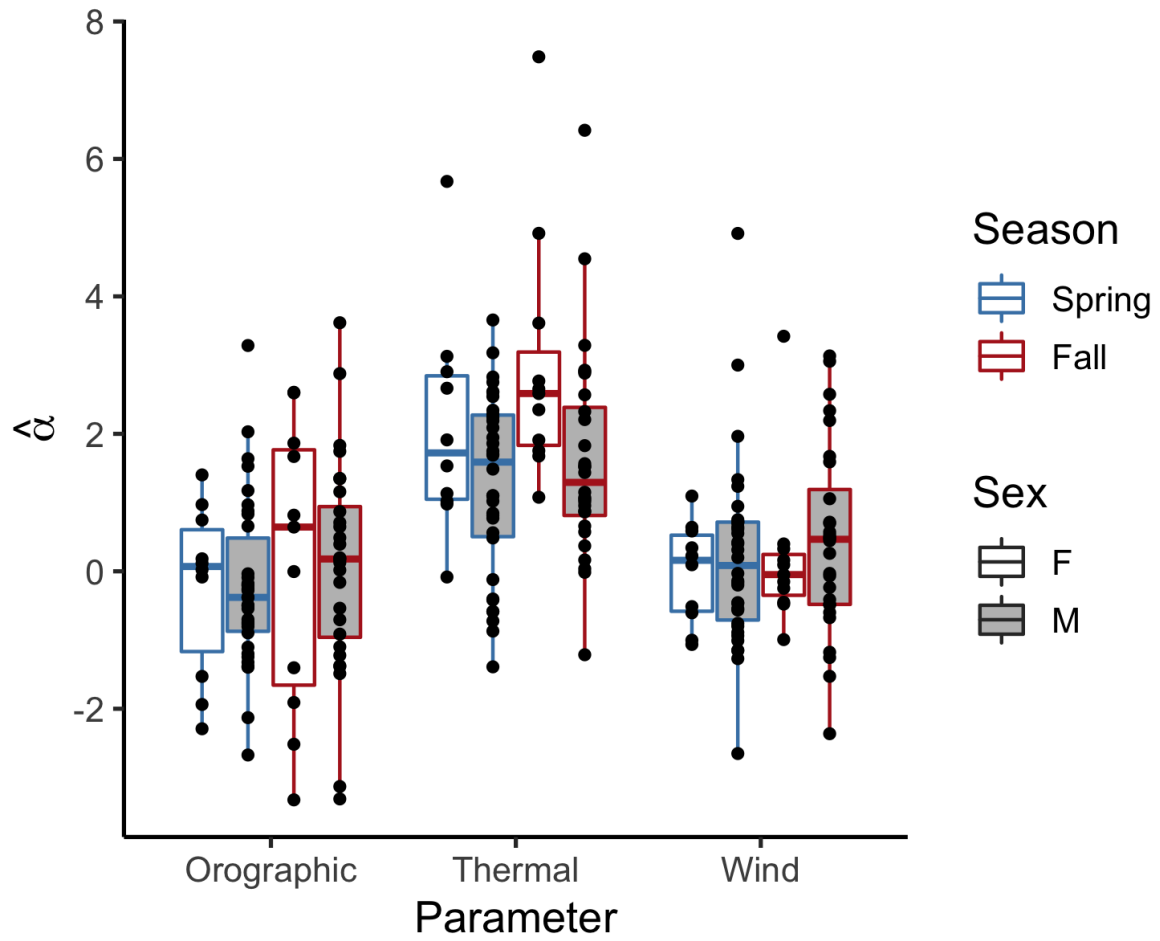 8
6
4
2
0
-2
α̂
Orographic Thermal Wind
Parameter
Season
Spring
Fall
Sex
F
M